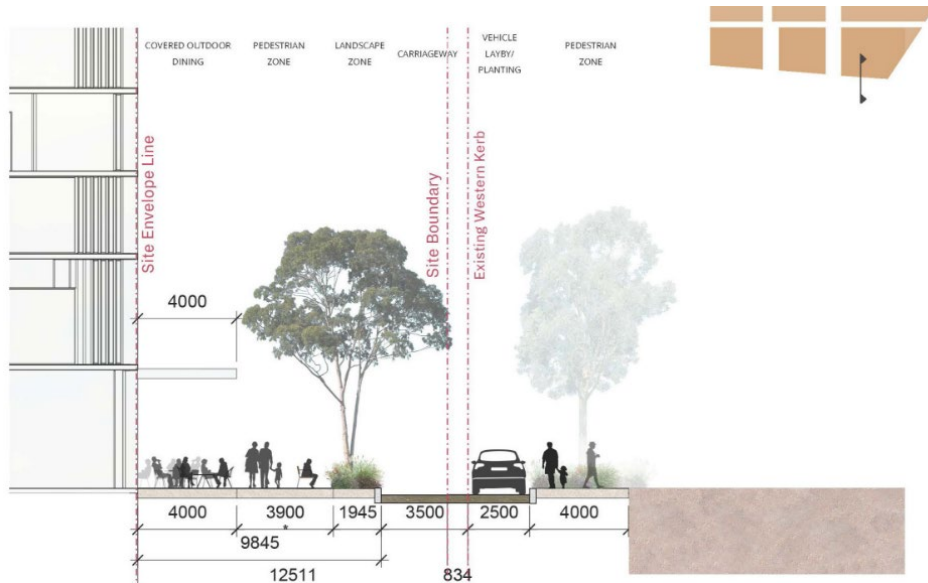 COVERED OUTDOOR
DINING
PEDESTRIAN
ZONE
LANDSCAPE
ZONE
CARRIAGEWAY
VEHICLE
LAYBY/
PLANTING
PEDESTRIAN
ZONE
Site Envelope Line
Site Boundary
Existing Western Kerb
4000
4000
3900
1945
3500
2500
4000
*
9845
12511
834